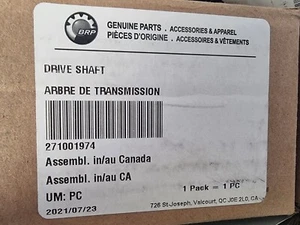 brp
GENUINE PARTS, ACCESSORIES & APPAREL
PIÈCES D'ORIGINE, ACCESSOIRES & VÊTEMENTS
DRIVE SHAFT
ARBRE DE TRANSMISSION
271001974
Assembl. in/au Canada
Assembl. in/au CA
UM: PC
1 Pack = 1 PC
2021/07/23
726 St-Joseph, Valcourt, QC J0E 2L0, CA